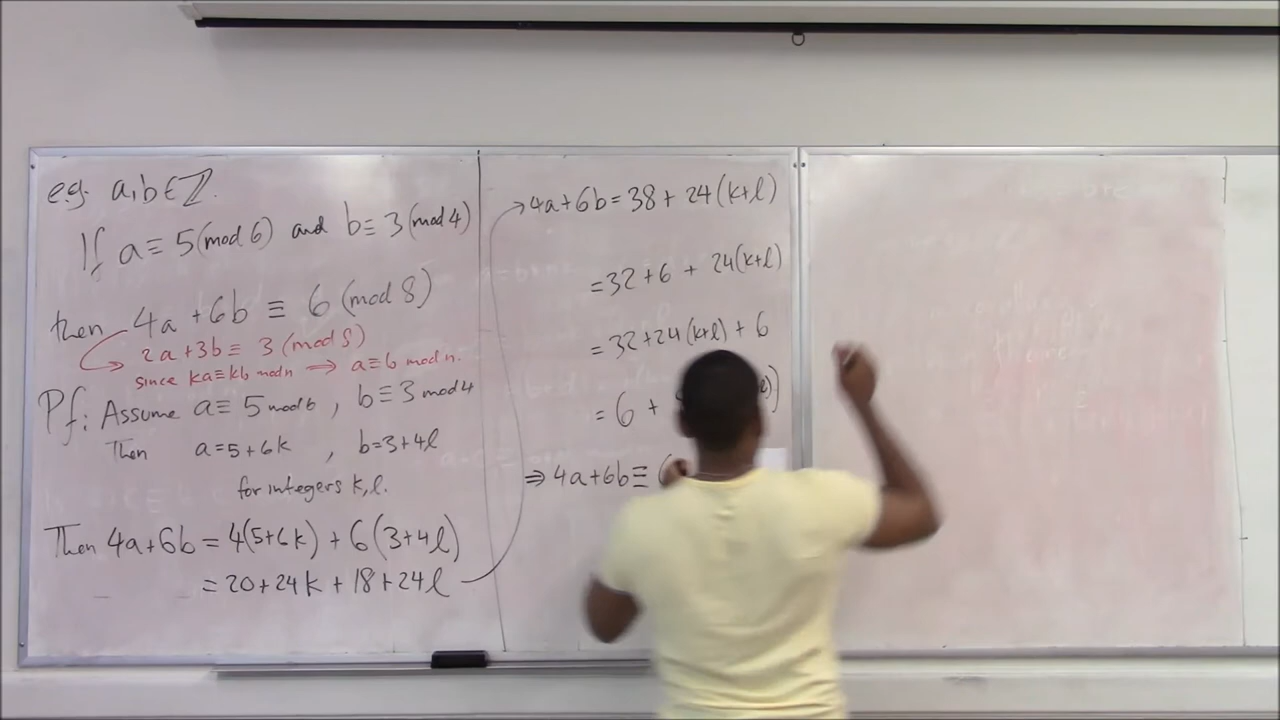 e.g. a,b∈ℤ.
If a ≡ 5(mod 6) and b ≡ 3(mod 4)
then 4a + 6b ≡ 6 (mod 8)
2a + 3b ≡ 3 (mod 8)
since ka≡kb mod n ⟹ a≡b mod n.
Pf: Assume a ≡ 5 mod 6, b ≡ 3 mod 4
Then a=5+6k, b=3+4l
for integers k,l.
Then 4a+6b = 4(5+6k) + 6(3+4l)
= 20+24k + 18+24l
4a+6b = 38 + 24(k+l)
= 32+6 + 24(k+l)
= 32+24(k+l) + 6
= 6 +
⇒ 4a+6b ≡